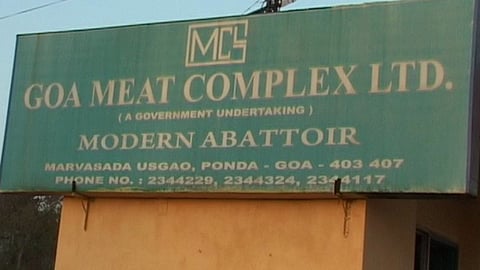 MCS
GOA MEAT COMPLEX LTD.
( A GOVERNMENT UNDERTAKING )
MODERN ABATTOIR
MARVASADA USGAO, PONDA - GOA - 403 407
PHONE NO. : 2344229, 2344324, 2344117